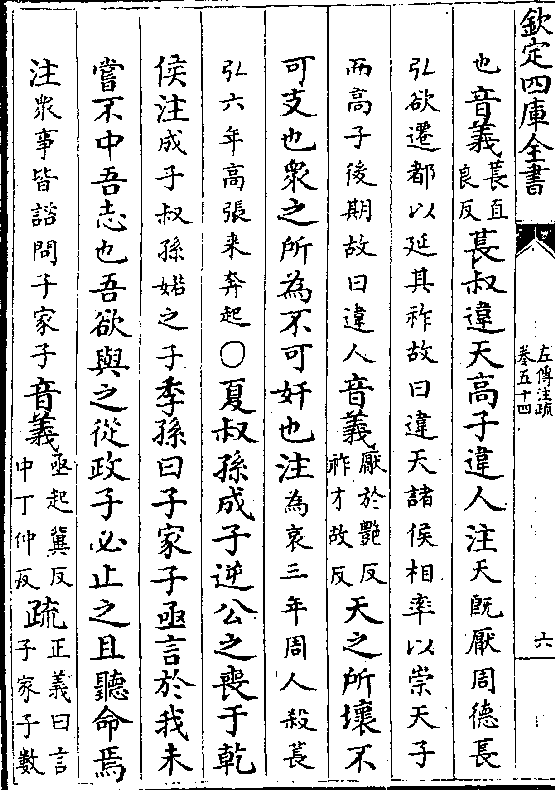 欽定四庫全書
左傳注疏
卷五十四
六
也音義萇直良反萇叔違天高子違人注天既厭周德萇
弘欲遷都以延其祚故曰違天諸侯相率以崇天子
而高子後期故曰違人音義厭於豔反祚才故反天之所壞不
可支也衆之所為不可奸也注為哀三年周人殺萇
弘六年高張來奔起○夏叔孫成子逆公之喪于乾
侯注成子叔孫婼之子季孫曰子家子亟言於我未
嘗不中吾志也吾欲與之從政子必止之且聽命焉
注衆事皆諮問子家子音義亟起冀反中丁仲反疏正義曰言子家子數